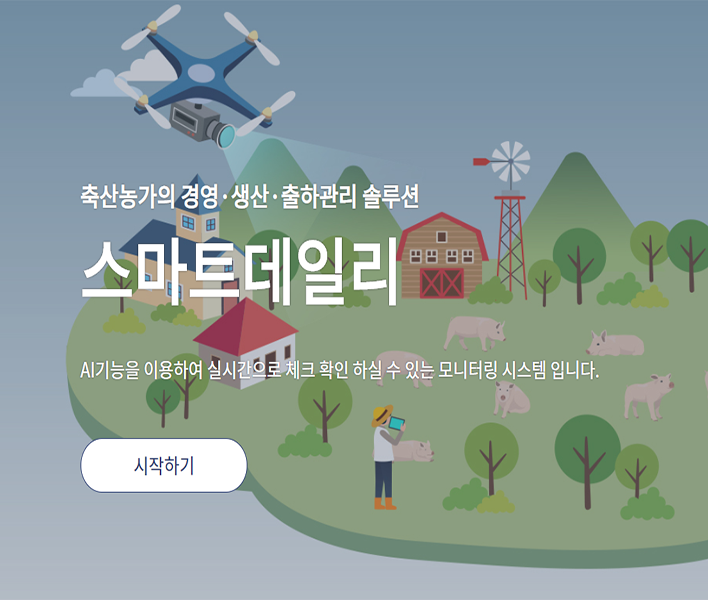 축산농가의 경영·생산·출하관리 솔루션
스마트데일리
AI기능을 이용하여 실시간으로 체크 확인 하실 수 있는 모니터링 시스템 입니다.
시작하기